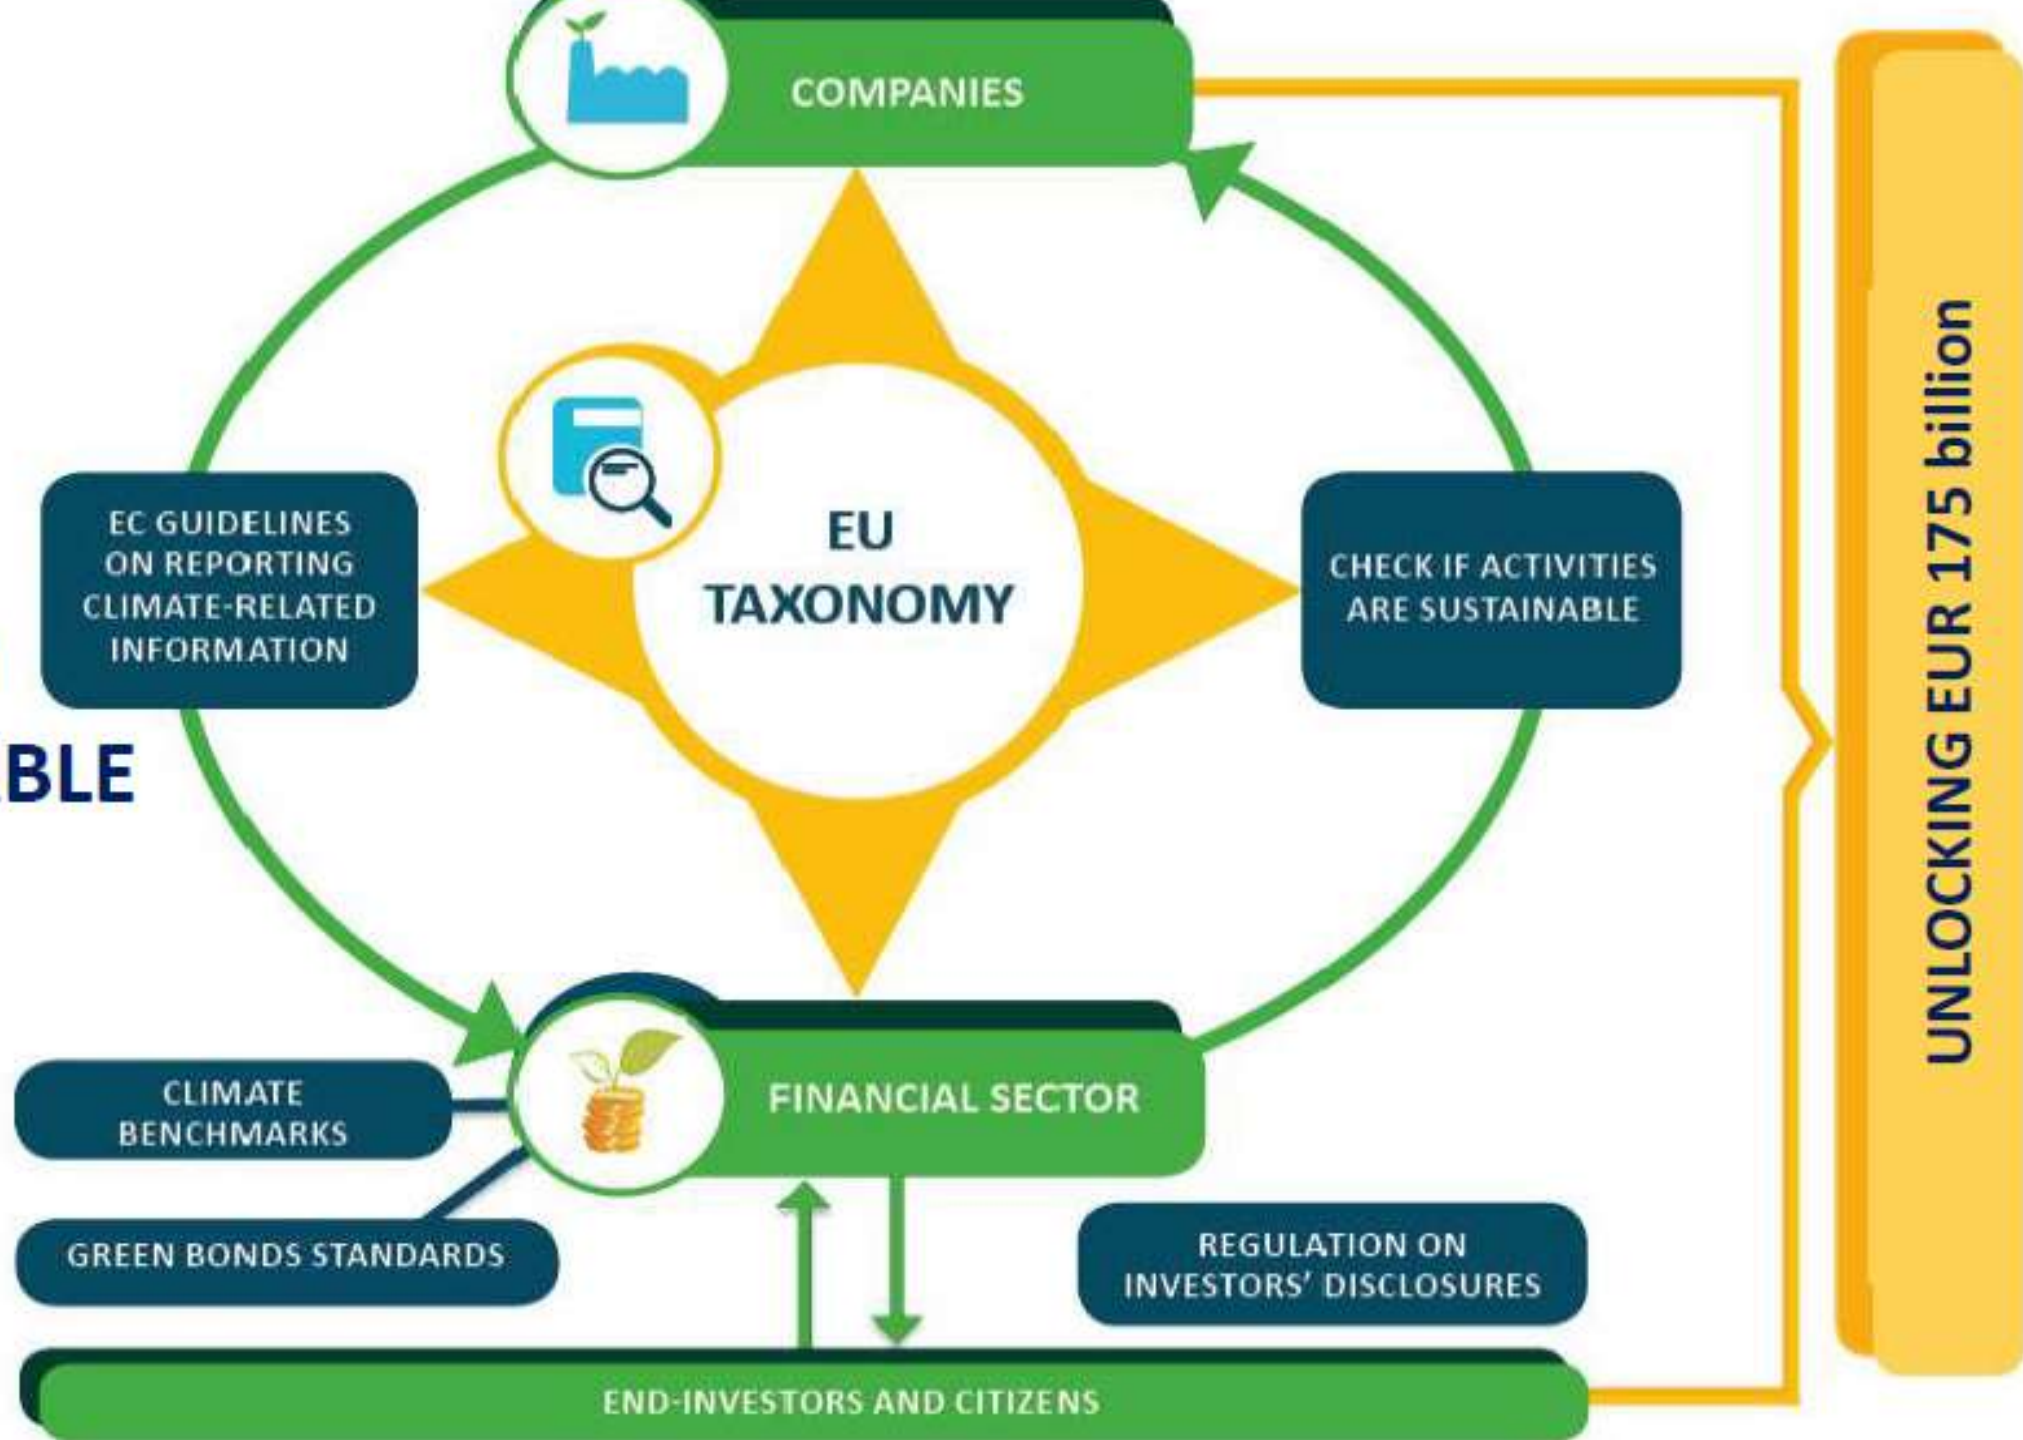 COMPANIES
EC GUIDELINES
ON REPORTING
CLIMATE-RELATED
INFORMATION
EU
TAXONOMY
CHECK IF ACTIVITIES
ARE SUSTAINABLE
BLE
CLIMATE
BENCHMARKS
FINANCIAL SECTOR
GREEN BONDS STANDARDS
REGULATION ON
INVESTORS’ DISCLOSURES
END-INVESTORS AND CITIZENS
UNLOCKING EUR 175 billion